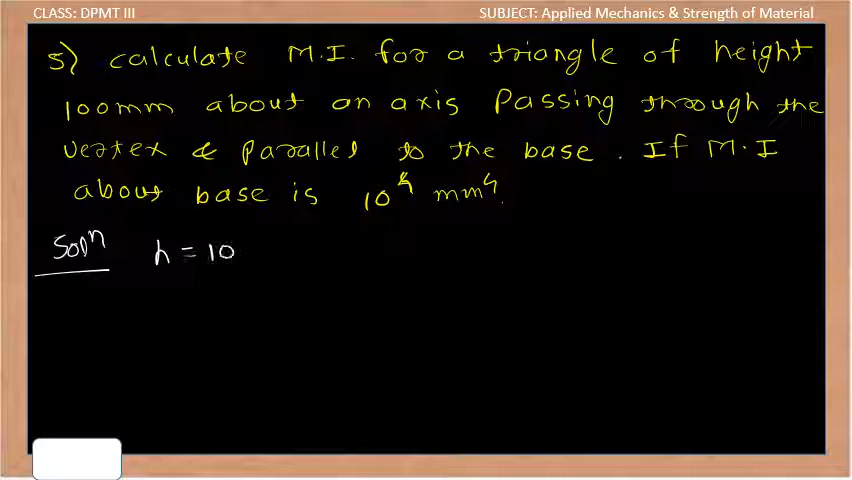 CLASS: DPMT III
SUBJECT: Applied Mechanics & Strength of Material
5) calculate M.I. for a triangle of height
100mm about an axis Passing through the
vertex & parallel to the base. If M.I
about base is 10⁴ mm⁴.
Solⁿ h = 10